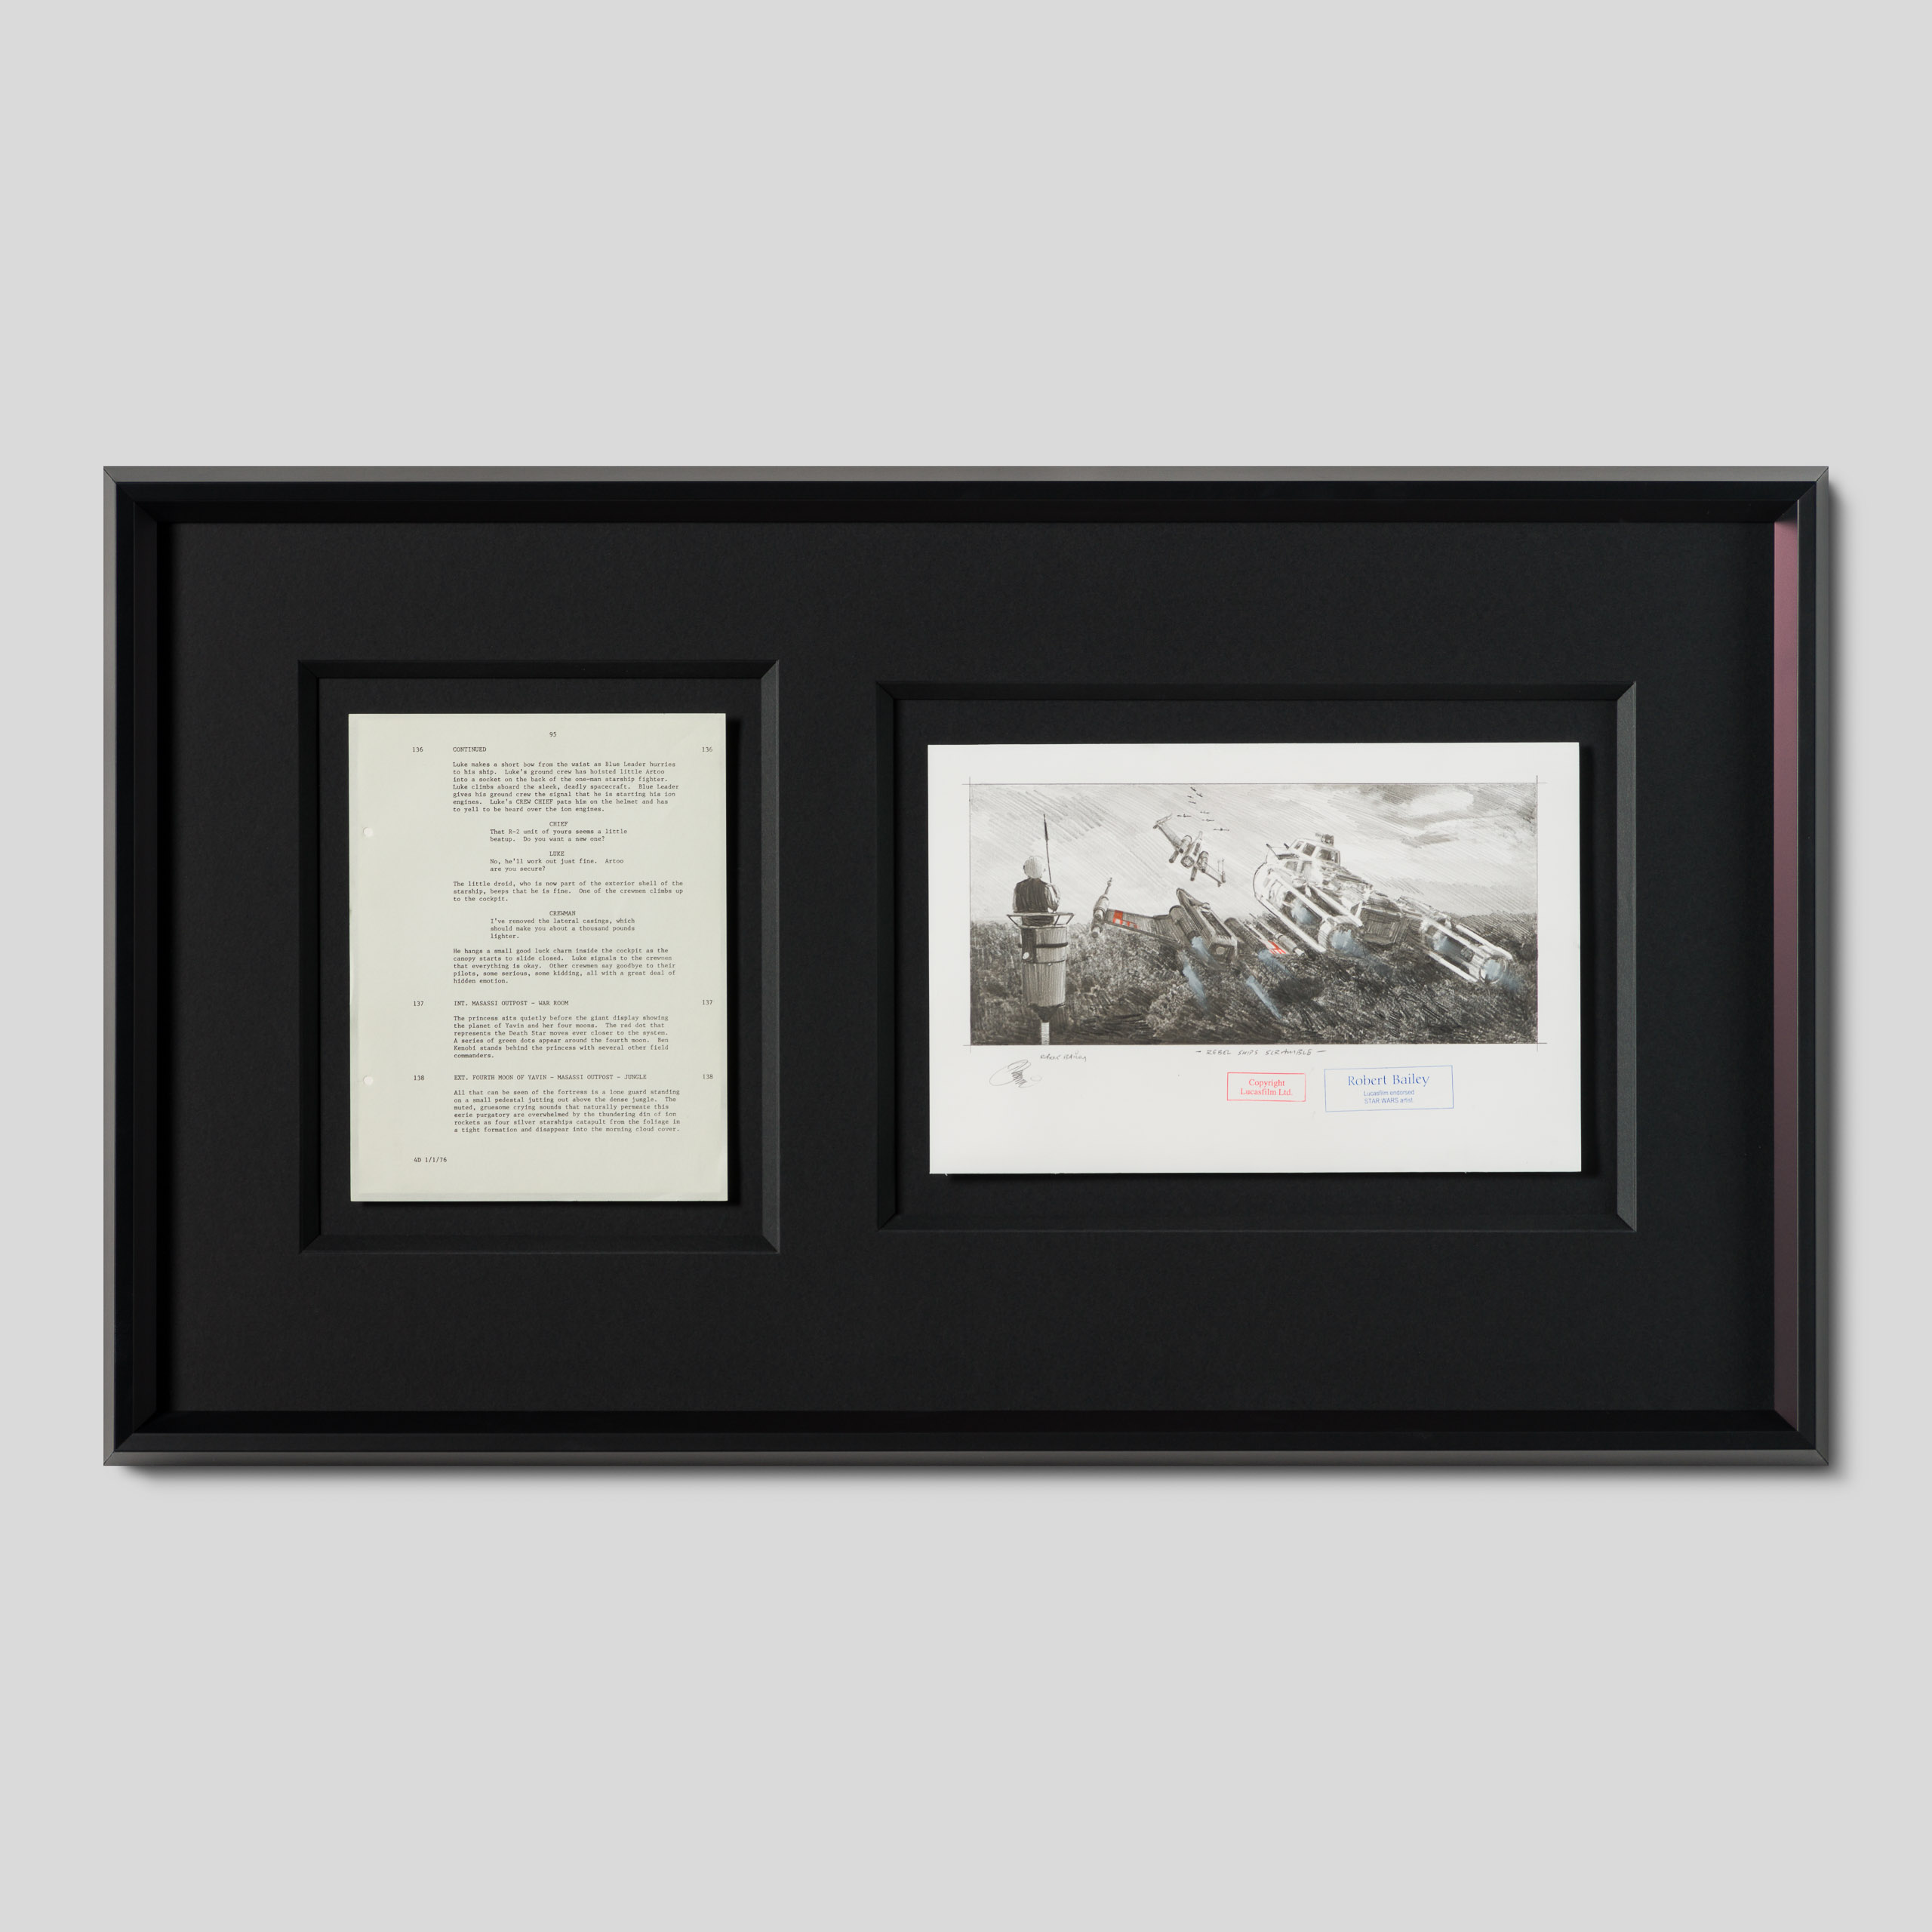 95
136 CONTINUED 136
Luke makes a short bow from the waist as Blue Leader hurries
to his ship. Luke's ground crew has hoisted little Artoo
into a socket on the back of the one-man starship fighter.
Luke climbs aboard the sleek, deadly spacecraft. Blue Leader
gives his ground crew the signal that he is starting his ion
engines. Luke's CREW CHIEF pats him on the helmet and has
to yell to be heard over the ion engines.
CHIEF
That R-2 unit of yours seems a little
beatup. Do you want a new one?
LUKE
No, he'll work out just fine. Artoo
are you secure?
The little droid, who is now part of the exterior shell of the
starship, beeps that he is fine. One of the crewmen climbs up
to the cockpit.
CREWMAN
I've removed the lateral casings, which
should make you about a thousand pounds
lighter.
He hangs a small good luck charm inside the cockpit as the
canopy starts to slide closed. Luke signals to the crewmen
that everything is okay. Other crewmen say goodbye to their
pilots, some serious, some kidding, all with a great deal of
hidden emotion.
137 INT. MASASSI OUTPOST - WAR ROOM 137
The princess sits quietly before the giant display showing
the planet of Yavin and her four moons. The red dot that
represents the Death Star moves ever closer to the system.
A series of green dots appear around the fourth moon. Ben
Kenobi stands behind the princess with several other field
commanders.
138 EXT. FOURTH MOON OF YAVIN - MASASSI OUTPOST - JUNGLE 138
All that can be seen of the fortress is a lone guard standing
on a small pedestal jutting out above the dense jungle. The
muted, gruesome crying sounds that naturally permeate this
eerie purgatory are overwhelmed by the thundering din of ion
rockets as four silver starships catapult from the foliage in
a tight formation and disappear into the morning cloud cover.
4D 1/1/76
Robert Bailey
- REBEL SHIPS SCRAMBLE -
Copyright
Lucasfilm Ltd.
Robert Bailey
Lucasfilm endorsed
STAR WARS artist